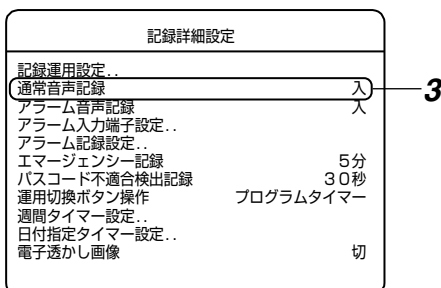 記録詳細設定
記録運用設定..
通常音声記録 入 3
アラーム音声記録 入
アラーム入力端子設定..
アラーム記録設定..
エマージェンシー記録 5分
パスコード不適合検出記録 30秒
運用切換ボタン操作 プログラムタイマー
週間タイマー設定..
日付指定タイマー設定..
電子透かし画像 切